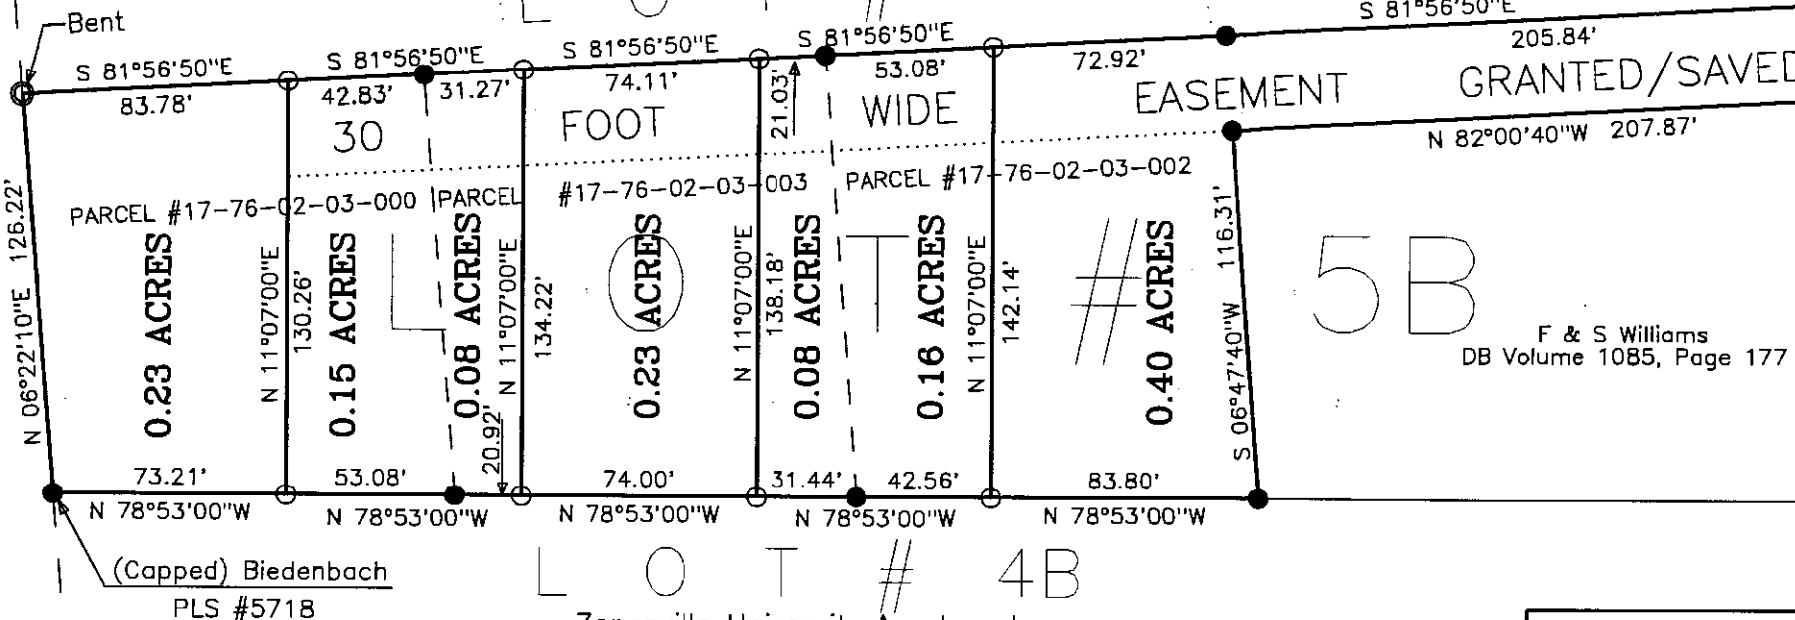 Bent
S 81°56'50"E
83.78'
S 81°56'50"E
42.83'
31.27'
S 81°56'50"E
74.11'
S 81°56'50"E
21.03'
53.08'
72.92'
S 81°56'50"E
205.84'
30 FOOT WIDE EASEMENT GRANTED/SAVED
N 82°00'40"W 207.87'
PARCEL #17-76-02-03-000
PARCEL #17-76-02-03-003
PARCEL #17-76-02-03-002
N 06°22'10"E 126.22'
0.23 ACRES
N 11°07'00"E
130.26'
0.15 ACRES
0.08 ACRES
20.92'
N 11°07'00"E
134.22'
0.23 ACRES
N 11°07'00"E
138.18'
0.08 ACRES
0.16 ACRES
N 11°07'00"E
142.14'
0.40 ACRES
S 06°47'40"W 116.31'
LOT # 5B
F & S Williams
DB Volume 1085, Page 177
73.21'
N 78°53'00"W
53.08'
N 78°53'00"W
74.00'
N 78°53'00"W
31.44'
42.56'
N 78°53'00"W
83.80'
N 78°53'00"W
(Capped) Biedenbach
PLS #5718
LOT # 4B